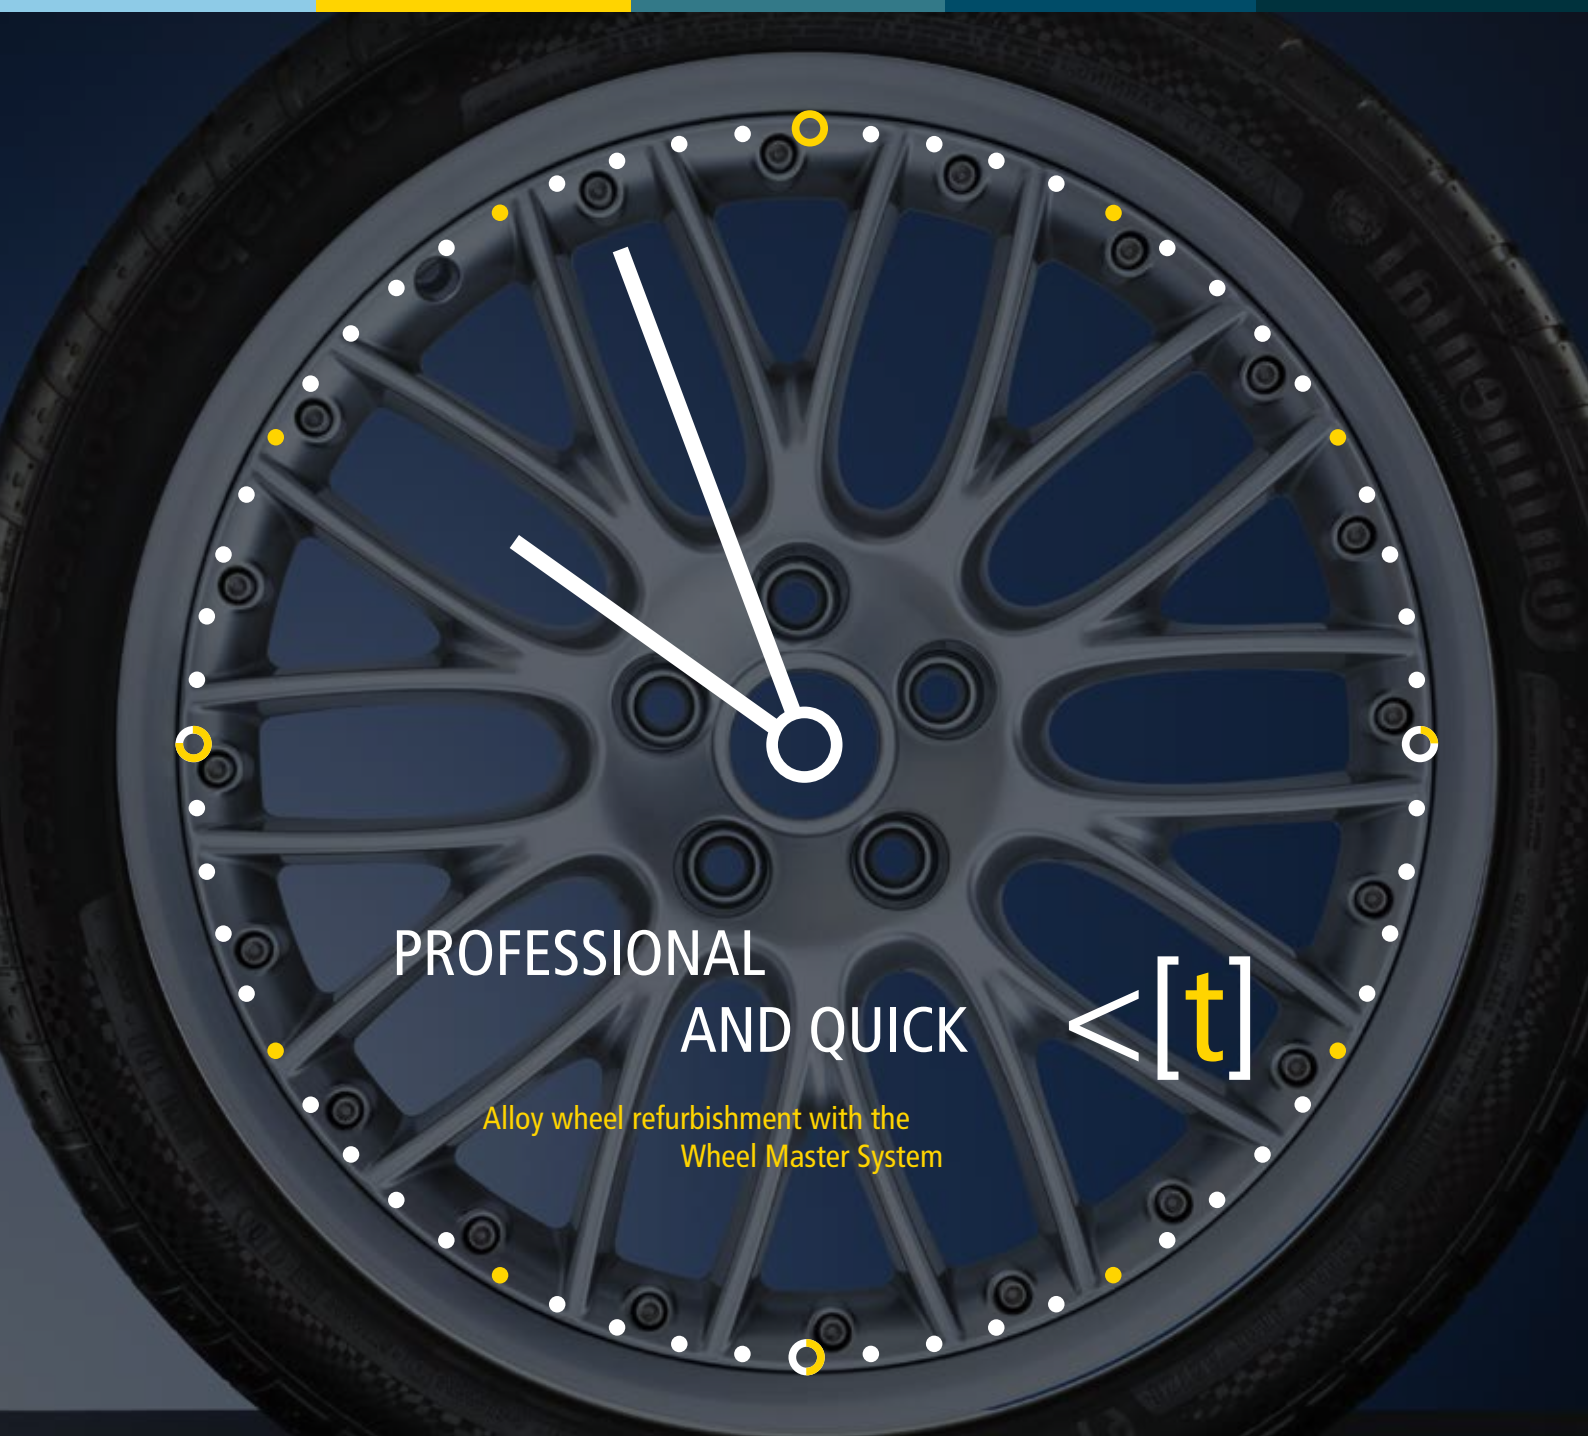 PROFESSIONAL
AND QUICK
<[t]
Alloy wheel refurbishment with the
Wheel Master System